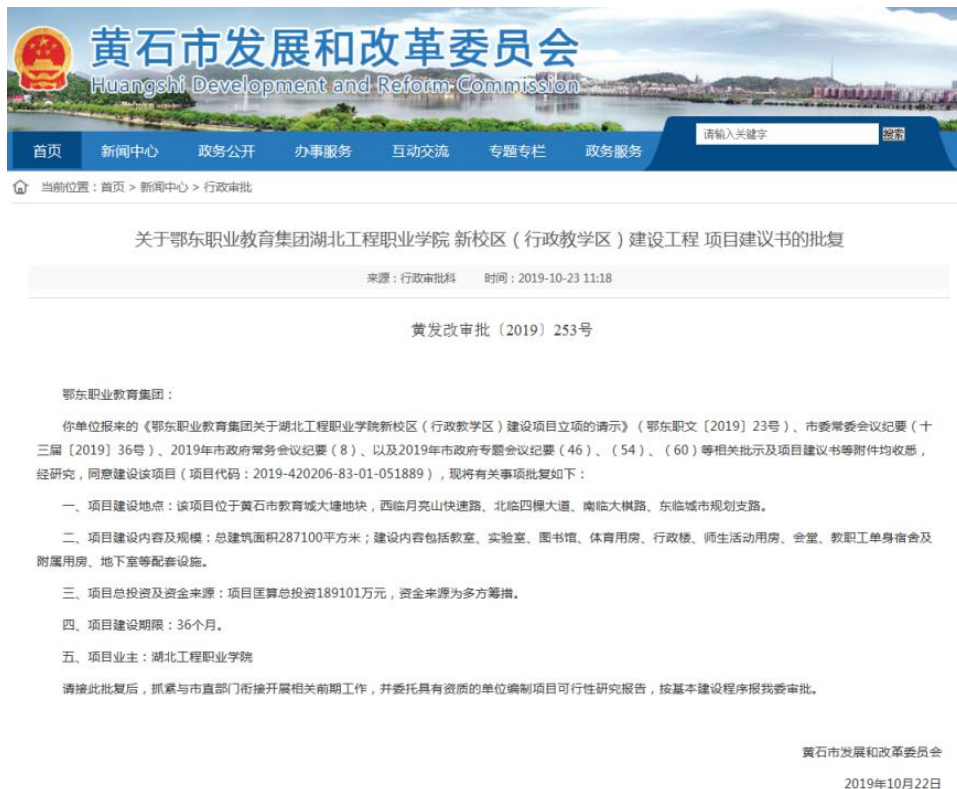 黄石市发展和改革委员会
Huangshi Development and Reform Commission
请输入关键字 搜索
首页 新闻中心 政务公开 办事服务 互动交流 专题专栏 政务服务
当前位置：首页 > 新闻中心 > 行政审批
关于鄂东职业教育集团湖北工程职业学院 新校区（行政教学区）建设工程 项目建议书的批复
来源：行政审批科 时间：2019-10-23 11:18
黄发改审批〔2019〕253号
鄂东职业教育集团：
你单位报来的《鄂东职业教育集团关于湖北工程职业学院新校区（行政教学区）建设项目立项的请示》（鄂东职文〔2019〕23号）、市委常委会议纪要（十
三届〔2019〕36号）、2019年市政府常务会议纪要（8）、以及2019年市政府专题会议纪要（46）、（54）、（60）等相关批示及项目建议书等附件均收悉，
经研究，同意建设该项目（项目代码：2019-420206-83-01-051889），现将有关事项批复如下：
一、项目建设地点：该项目位于黄石市教育城大塘地块，西临月亮山快速路、北临四棵大道、南临大棋路、东临城市规划支路。
二、项目建设内容及规模：总建筑面积287100平方米；建设内容包括教室、实验室、图书馆、体育用房、行政楼、师生活动用房、会堂、教职工单身宿舍及
附属用房、地下室等配套设施。
三、项目总投资及资金来源：项目匡算总投资189101万元，资金来源为多方筹措。
四、项目建设期限：36个月。
五、项目业主：湖北工程职业学院
请接此批复后，抓紧与市直部门衔接开展相关前期工作，并委托具有资质的单位编制项目可行性研究报告，按基本建设程序报我委审批。
黄石市发展和改革委员会
2019年10月22日